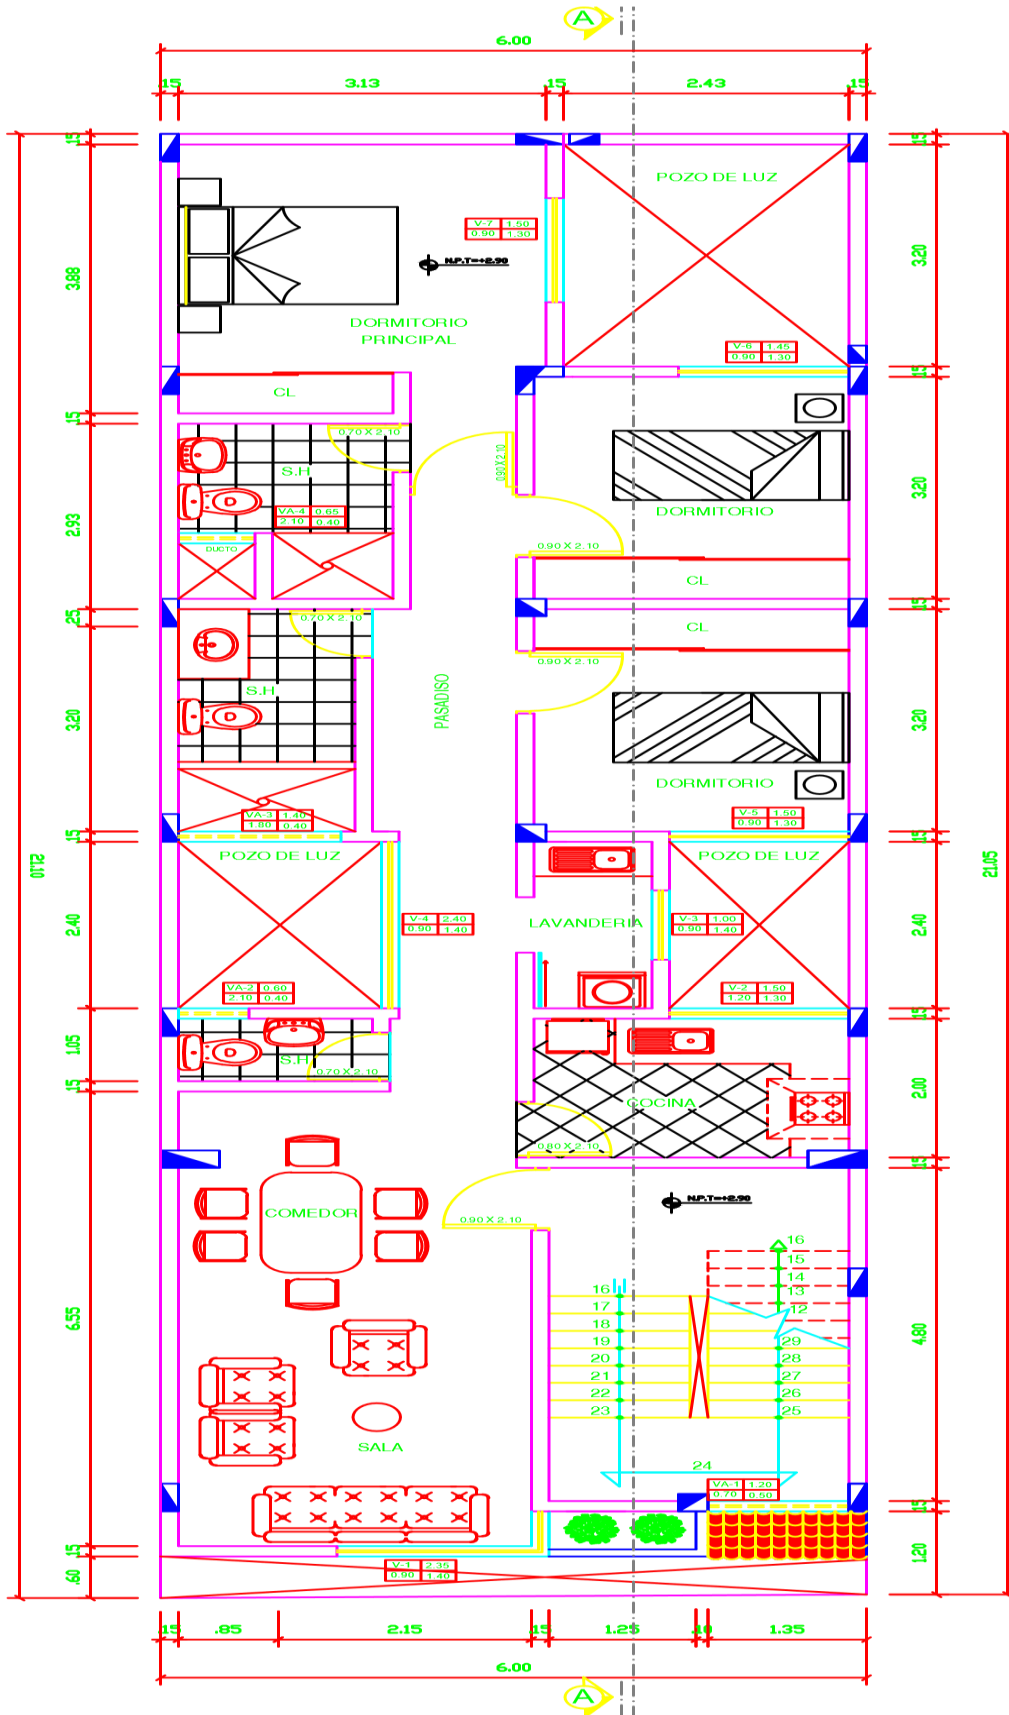 A
6.00
.15 3.13 .15 2.43 .15
.15
.15
POZO DE LUZ
V-7 1.50
0.90 1.30
N.P.T=+2.90
3.88
3.20
DORMITORIO
PRINCIPAL
V-6 1.45
0.90 1.30
.15
CL
.15
0.70 X 2.10
0.90 X 2.10
S.H
3.20
VA-4 0.65
2.10 0.40
DORMITORIO
2.93
DUCTO
0.90 X 2.10
CL
.25
.15
0.70 X 2.10
CL
0.90 X 2.10
S.H
PASADISO
3.20
3.20
DORMITORIO
VA-3 1.40
1.80 0.40
V-5 1.50
0.90 1.30
.15
.15
POZO DE LUZ
POZO DE LUZ
21.10
21.05
V-4 2.40
0.90 1.40
LAVANDERIA
V-3 1.00
0.90 1.40
2.40
2.40
VA-2 0.60
2.10 0.40
V-2 1.50
1.20 1.30
.15
1.05
S.H
0.70 X 2.10
.15
COCINA
2.00
0.80 X 2.10
.15
N.P.T=+2.90
COMEDOR
0.90 X 2.10
16
15
14
13
12
16
17
18
19
20
21
22
23
29
28
27
26
25
6.55
4.80
SALA
24
VA-1 1.20
0.70 0.50
.15
.15
1.20
V-1 2.35
0.90 1.40
.60
.15 .85 2.15 .15 1.25 .10 1.35
6.00
A